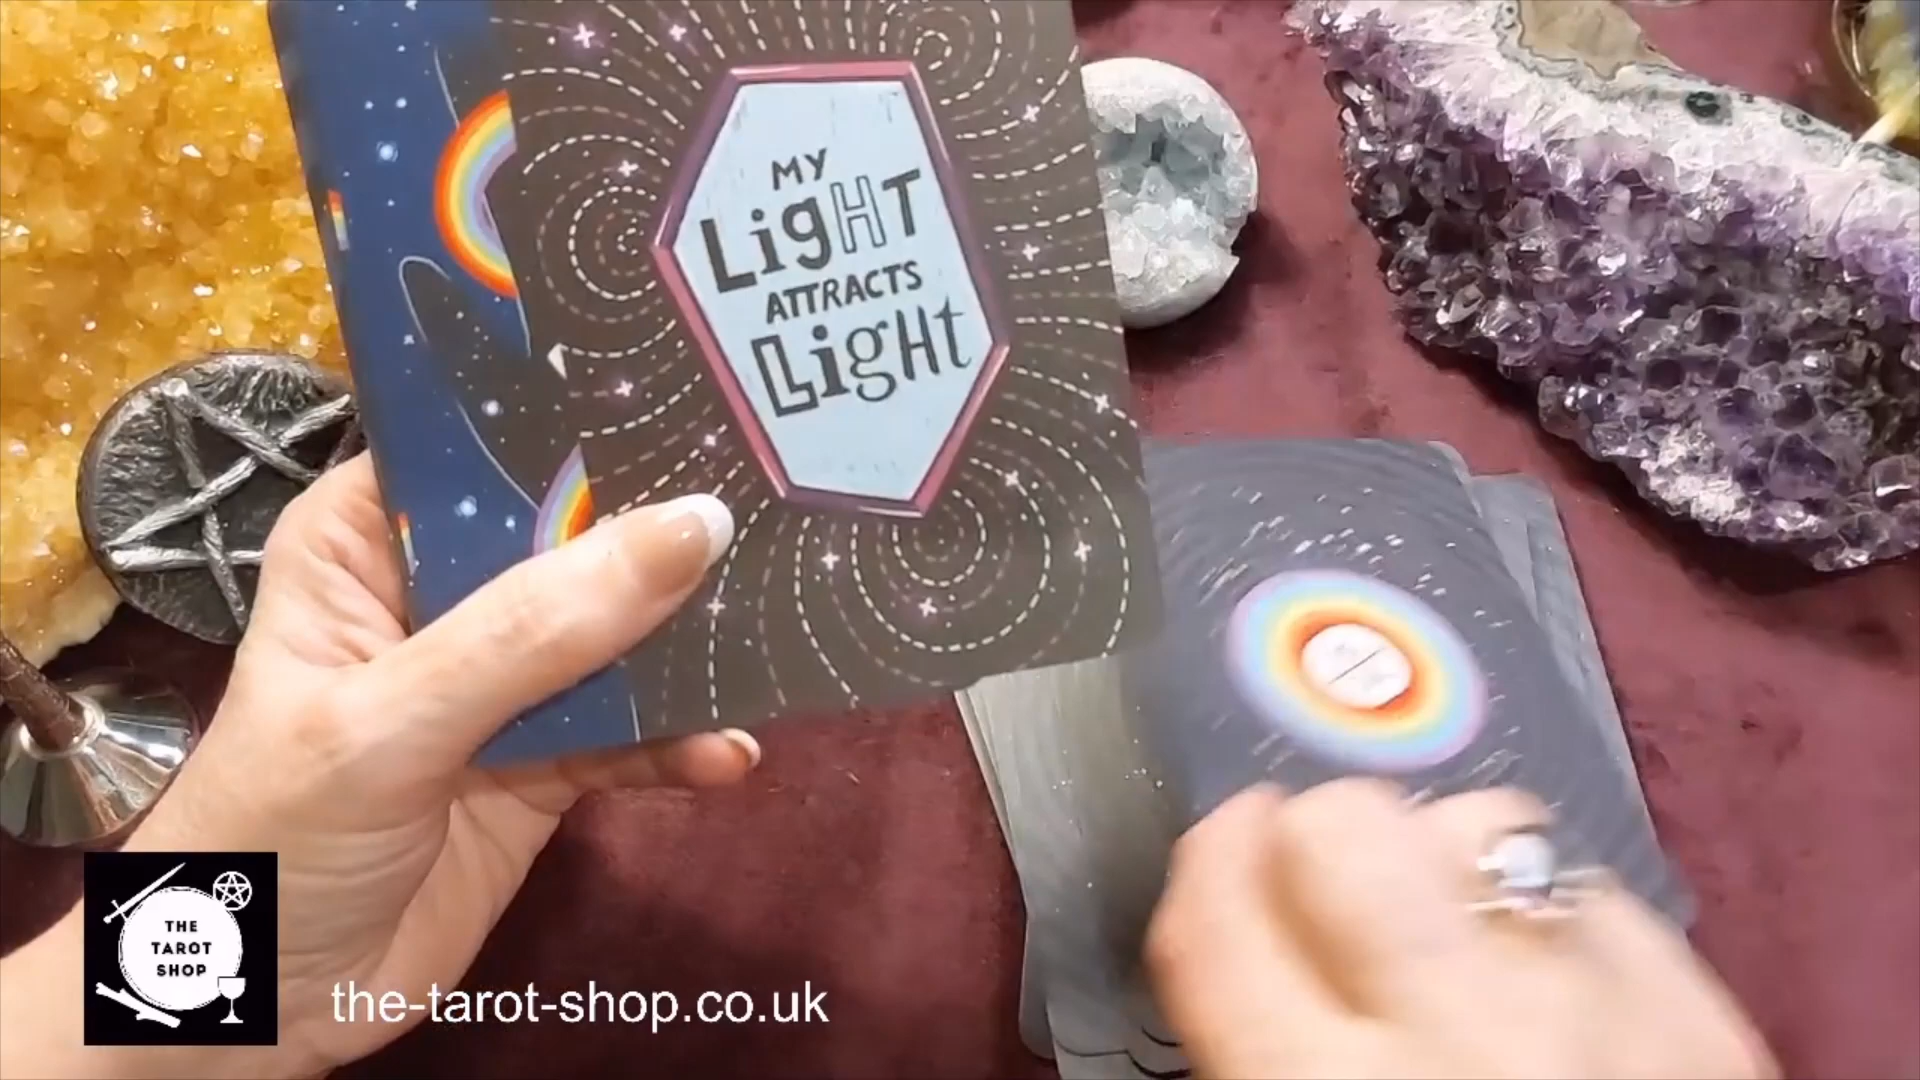 MY
LigHT
ATTRACTS
Light
THE
TAROT
SHOP
the-tarot-shop.co.uk